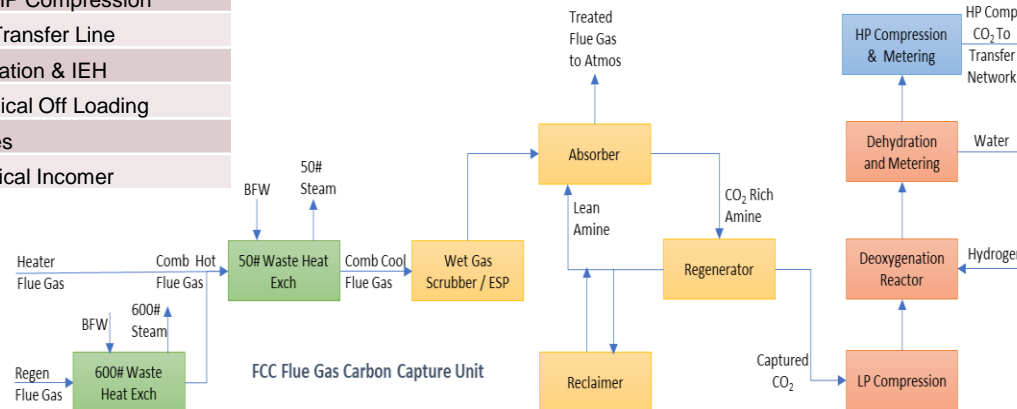 HP Compression
Transfer Line
ation & IEH
ical Off Loading
es
ical Incomer
Treated
Flue Gas
to Atmos
HP Compression
& Metering
HP Comp
CO₂ To
Transfer
Network
Absorber
Dehydration
and Metering
Water
BFW
50#
Steam
Lean
Amine
CO₂ Rich
Amine
Heater
Flue Gas
Comb Hot
Flue Gas
50# Waste Heat
Exch
Comb Cool
Flue Gas
Wet Gas
Scrubber / ESP
Regenerator
Deoxygenation
Reactor
Hydrogen
BFW
600#
Steam
Regen
Flue Gas
600# Waste
Heat Exch
FCC Flue Gas Carbon Capture Unit
Reclaimer
Captured
CO₂
LP Compression